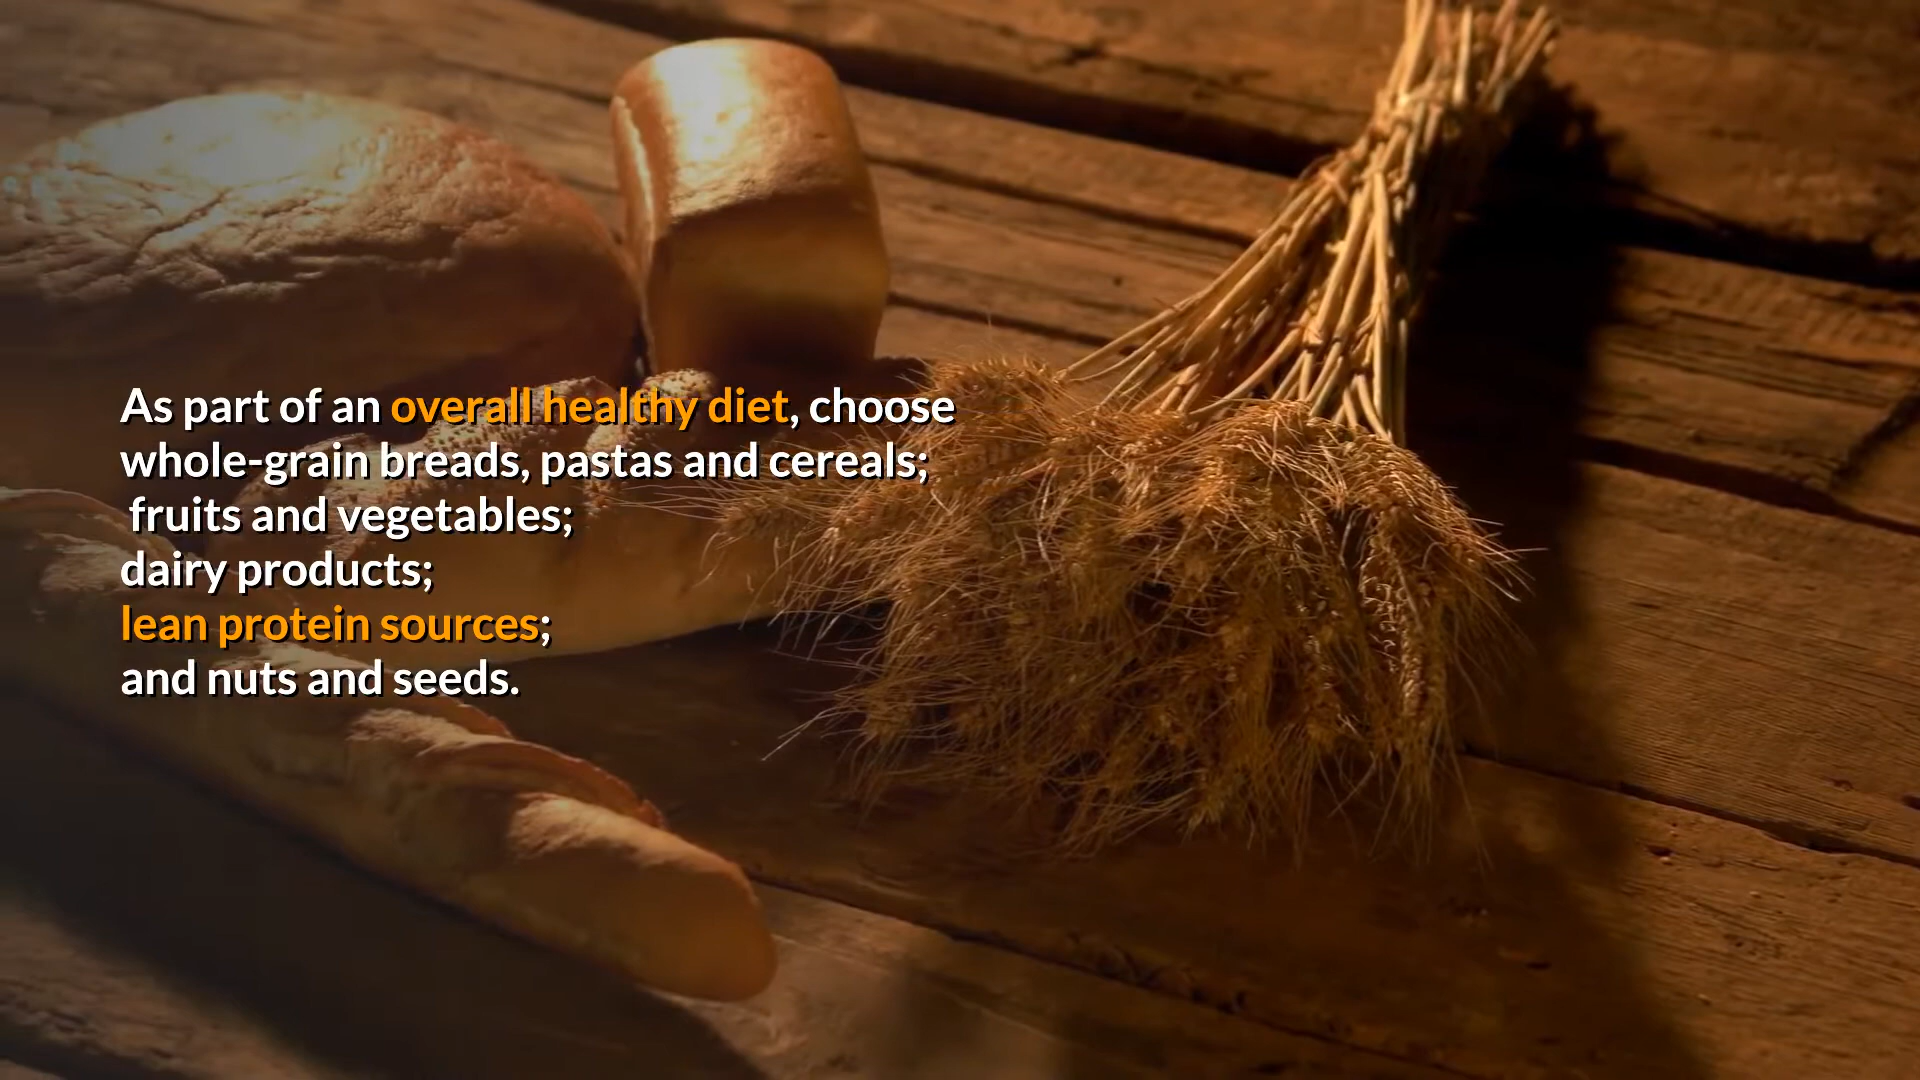 As part of an overall healthy diet, choose
whole-grain breads, pastas and cereals;
fruits and vegetables;
dairy products;
lean protein sources;
and nuts and seeds.